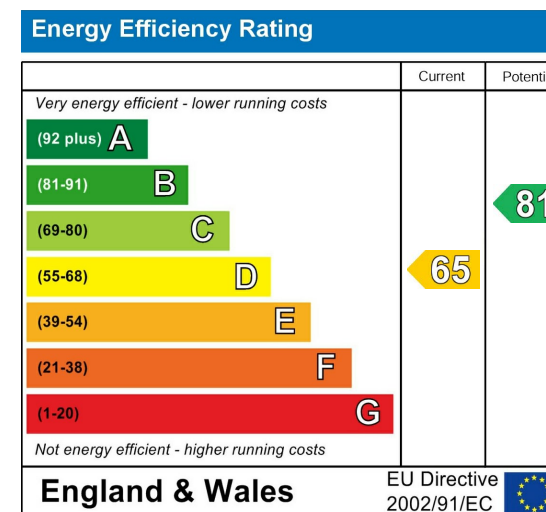 Energy Efficiency Rating
Current Potenti
Very energy efficient - lower running costs
(92 plus) A
(81-91) B
81
(69-80) C
(55-68) D
65
(39-54) E
(21-38) F
(1-20) G
Not energy efficient - higher running costs
England & Wales
EU Directive
2002/91/EC